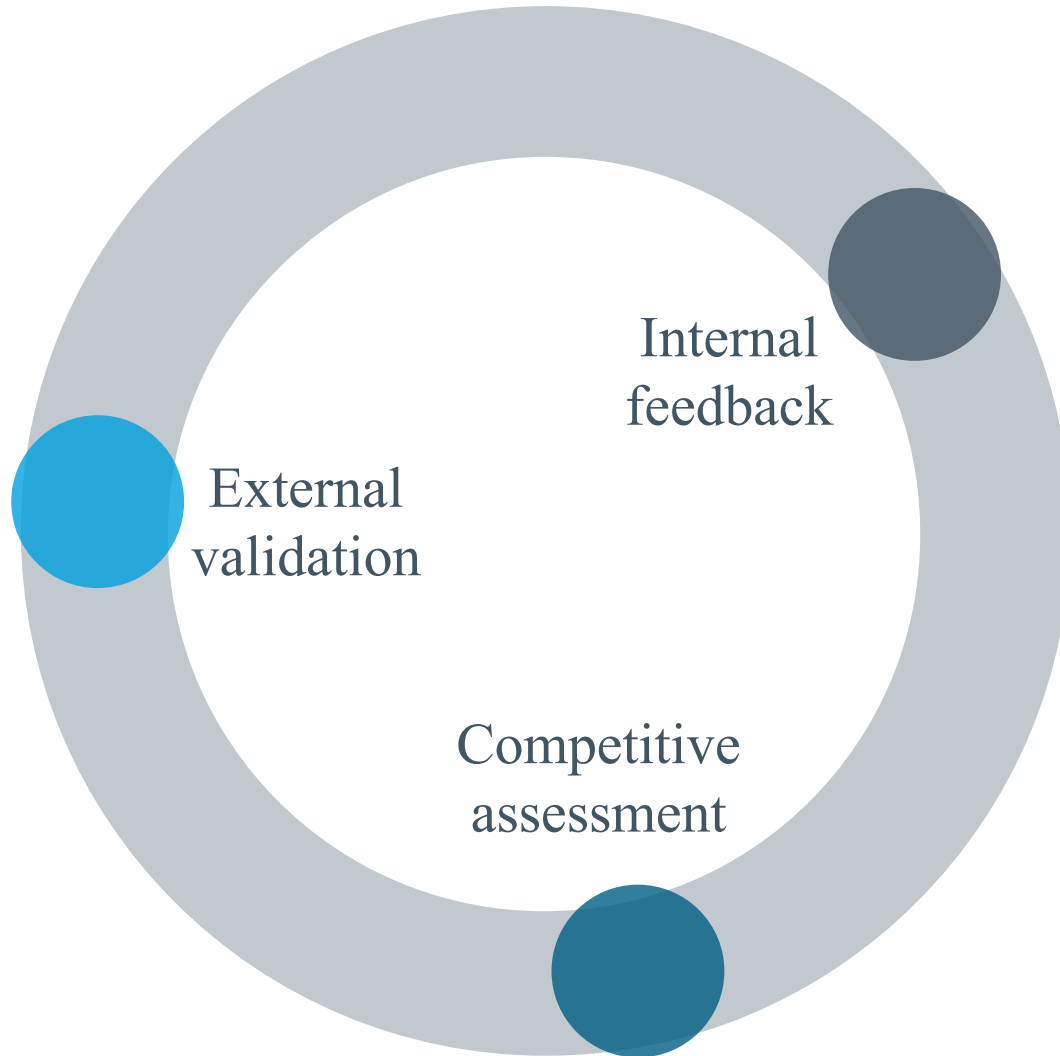 Internal
feedback
External
validation
Competitive
assessment